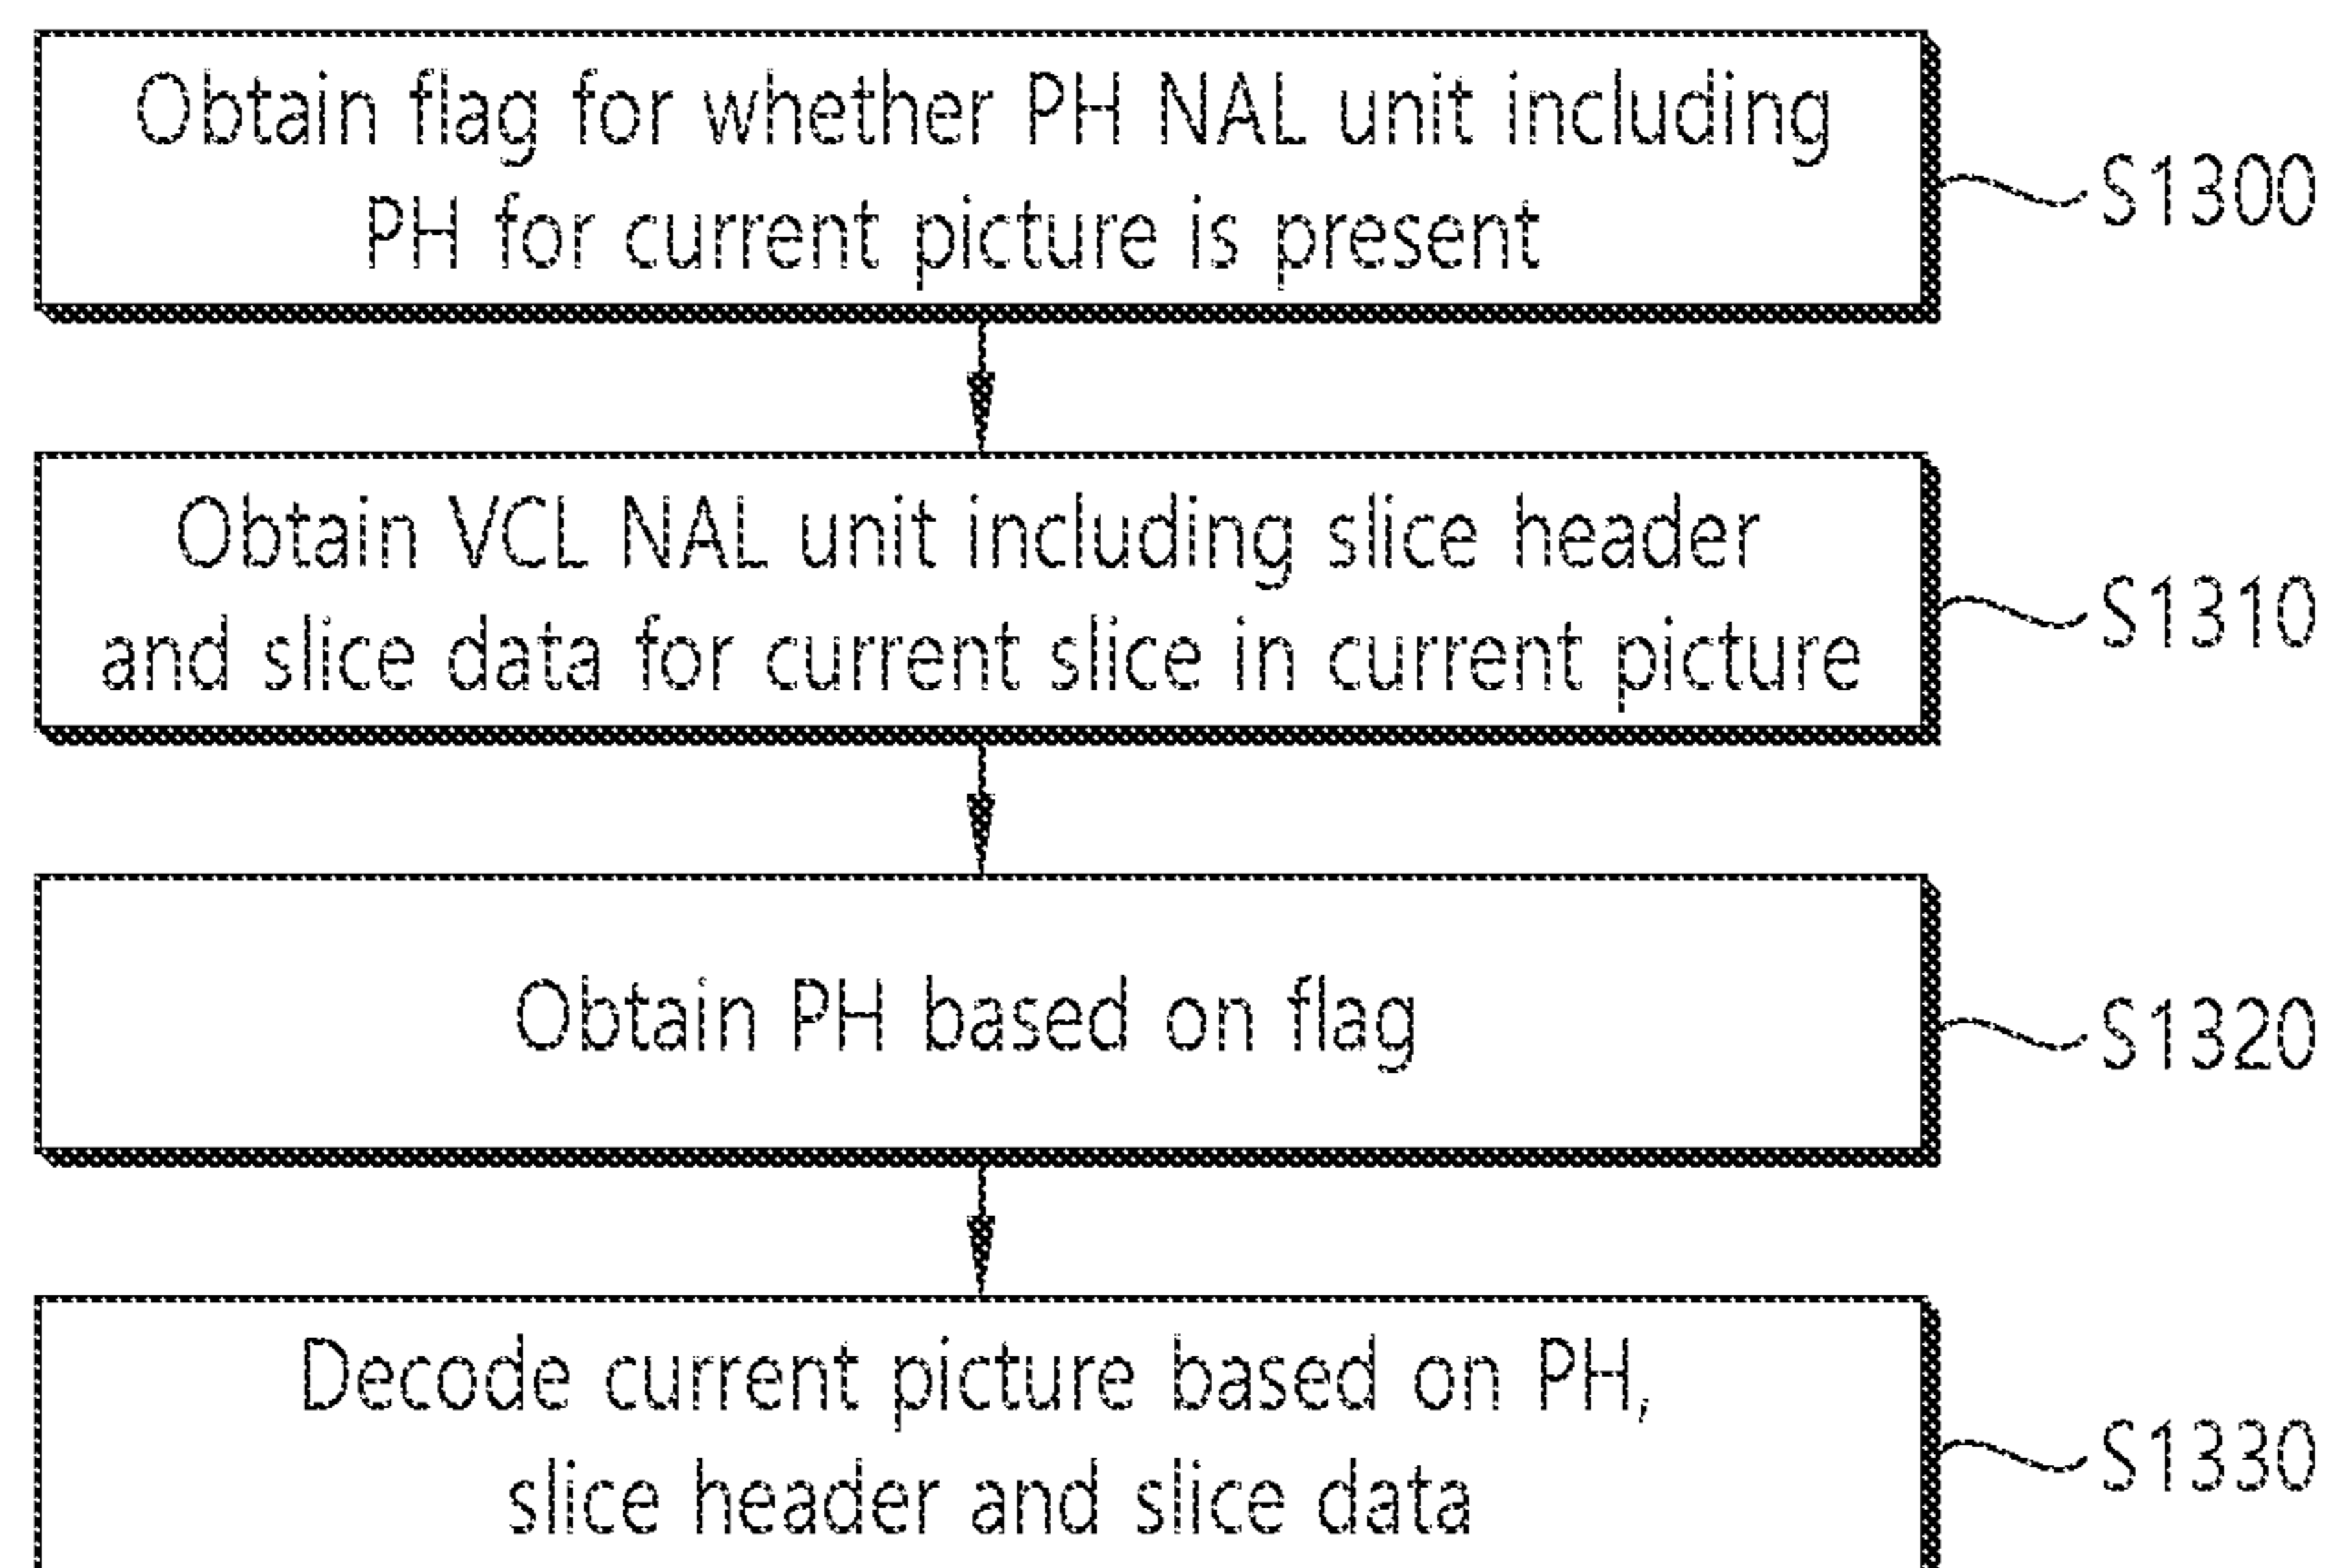 Obtain flag for whether PH NAL unit including
PH for current picture is present
S1300
Obtain VCL NAL unit including slice header
and slice data for current slice in current picture
S1310
Obtain PH based on flag
S1320
Decode current picture based on PH,
slice header and slice data
S1330